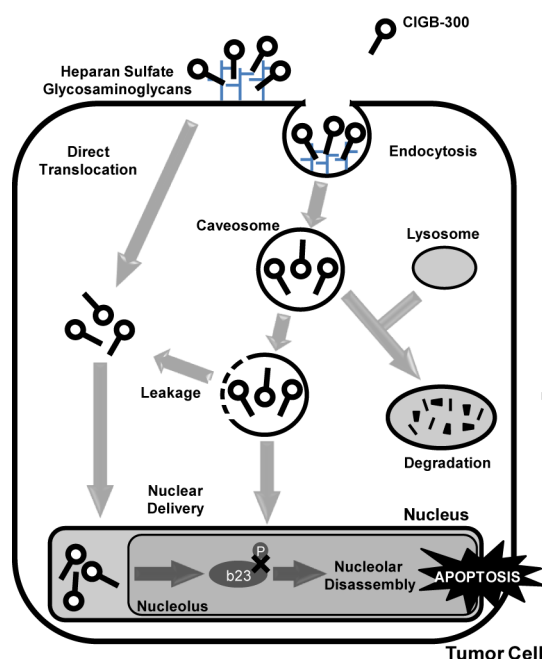 CIGB-300
Heparan Sulfate
Glycosaminoglycans
Direct
Translocation
Endocytosis
Caveosome
Lysosome
Leakage
Degradation
Nuclear
Delivery
Nucleus
P
b23
Nucleolar
Disassembly
APOPTOSIS
Nucleolus
Tumor Cell